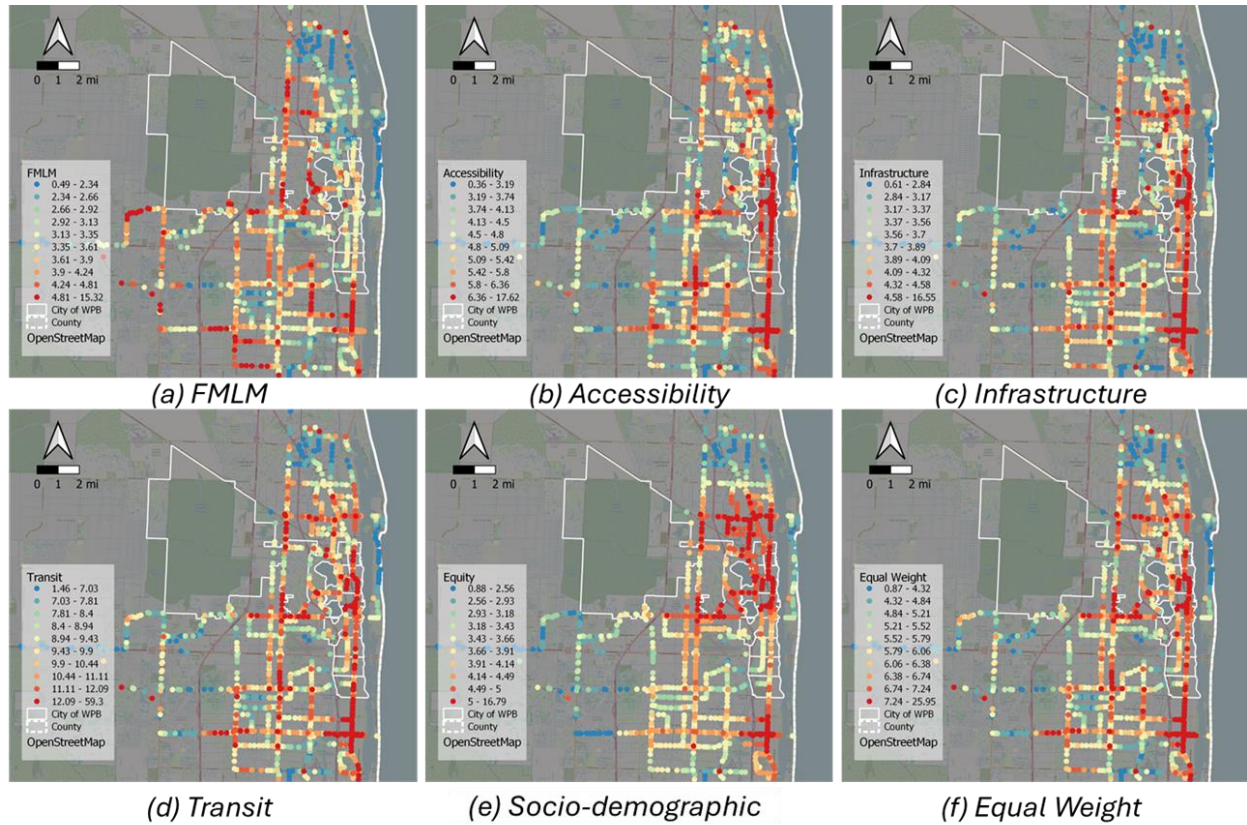 0 1 2 mi
FMLM
0.49 - 2.34
2.34 - 2.66
2.66 - 2.92
2.92 - 3.13
3.13 - 3.35
3.35 - 3.61
3.61 - 3.9
3.9 - 4.24
4.24 - 4.81
4.81 - 15.32
City of WPB
County
OpenStreetMap
(a) FMLM
0 1 2 mi
Accessibility
0.36 - 3.19
3.19 - 3.74
3.74 - 4.13
4.13 - 4.5
4.5 - 4.8
4.8 - 5.09
5.09 - 5.42
5.42 - 5.8
5.8 - 6.36
6.36 - 17.62
City of WPB
County
OpenStreetMap
(b) Accessibility
0 1 2 mi
Infrastructure
0.61 - 2.84
2.84 - 3.17
3.17 - 3.37
3.37 - 3.56
3.56 - 3.7
3.7 - 3.89
3.89 - 4.09
4.09 - 4.32
4.32 - 4.58
4.58 - 16.55
City of WPB
County
OpenStreetMap
(c) Infrastructure
0 1 2 mi
Transit
1.46 - 7.03
7.03 - 7.81
7.81 - 8.4
8.4 - 8.94
8.94 - 9.43
9.43 - 9.9
9.9 - 10.44
10.44 - 11.11
11.11 - 12.09
12.09 - 59.3
City of WPB
County
OpenStreetMap
(d) Transit
0 1 2 mi
Equity
0.88 - 2.56
2.56 - 2.93
2.93 - 3.18
3.18 - 3.43
3.43 - 3.66
3.66 - 3.91
3.91 - 4.14
4.14 - 4.49
4.49 - 5
5 - 16.79
City of WPB
County
OpenStreetMap
(e) Socio-demographic
0 1 2 mi
Equal Weight
0.87 - 4.32
4.32 - 4.84
4.84 - 5.21
5.21 - 5.52
5.52 - 5.79
5.79 - 6.06
6.06 - 6.38
6.38 - 6.74
6.74 - 7.24
7.24 - 25.95
City of WPB
County
OpenStreetMap
(f) Equal Weight